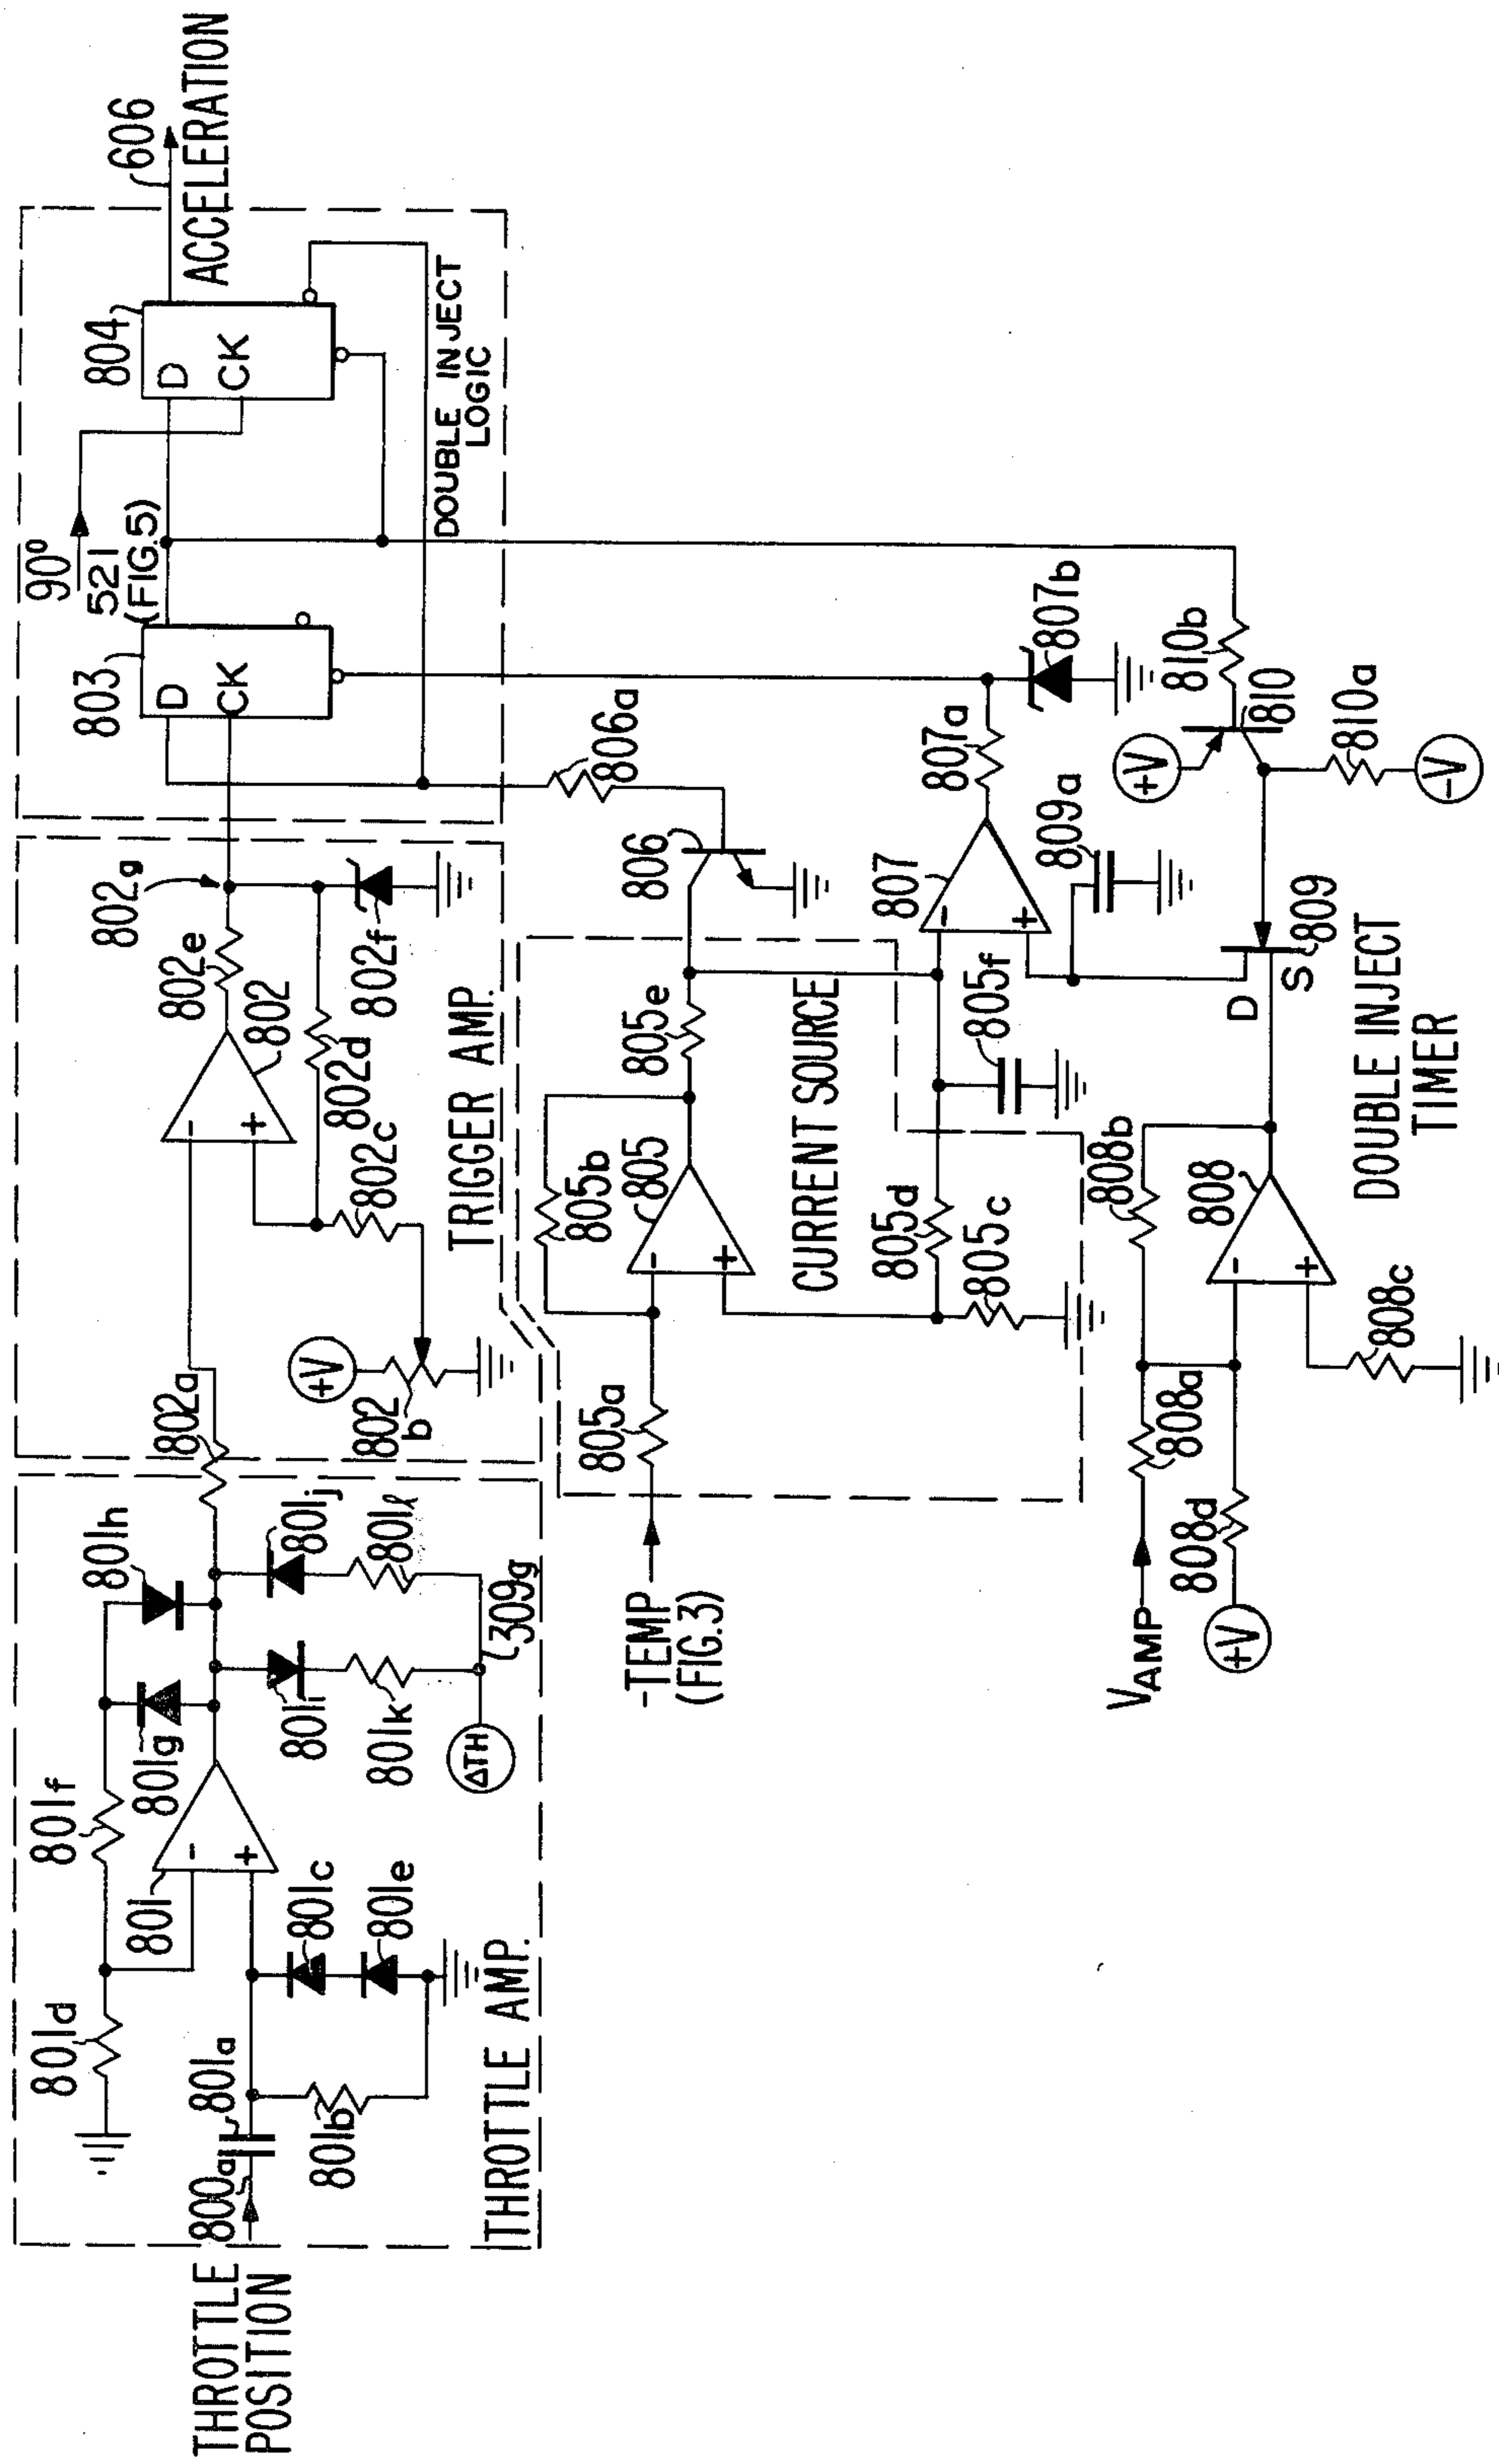 THROTTLE
POSITION
800a
801a
801b
801c
801e
801d
801
-
+
801f
801g
801h
801i
801j
801k
801l
ΔTH
309g
THROTTLE AMP.
802a
802
b
+V
802c
802d
802
-
+
802e
802f
802g
TRIGGER AMP.
803
D
CK
90°
521
(FIG.5)
804
D
CK
606
ACCELERATION
DOUBLE INJECT
LOGIC
-TEMP
(FIG.3)
805a
805b
805
-
+
805c
805d
805e
805f
CURRENT SOURCE
806
806a
807
-
+
807a
807b
809a
VAMP
808a
808b
808d
+V
808
-
+
808c
D
S
809
+V
810
810b
810a
-V
DOUBLE INJECT
TIMER